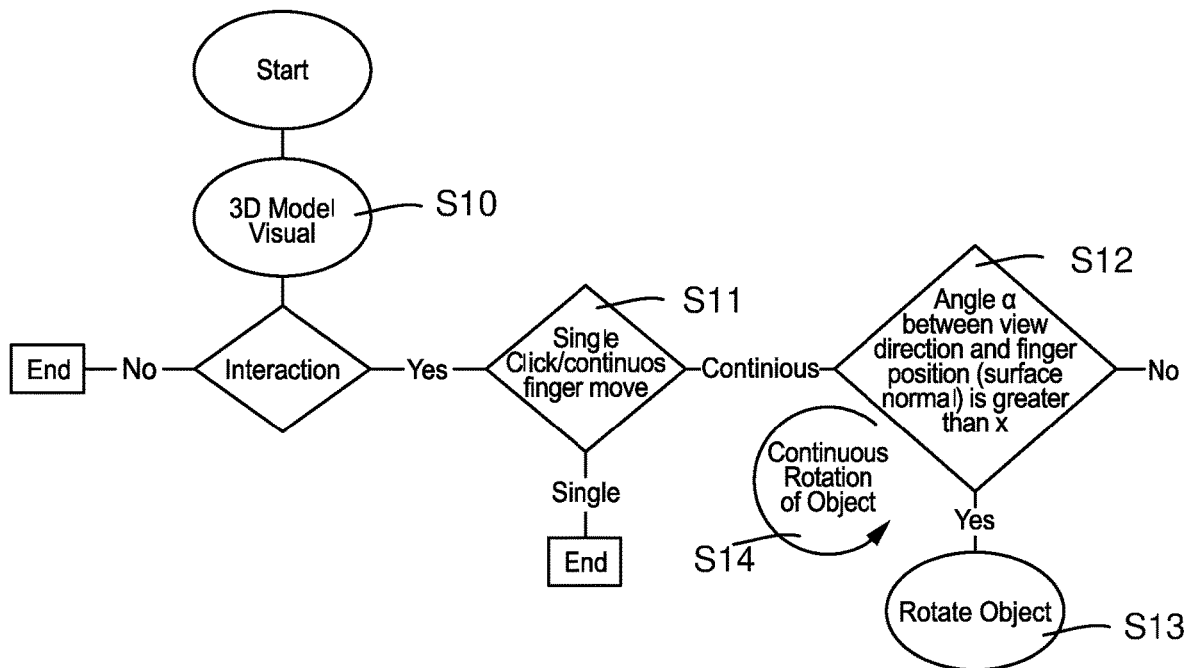 Start
3D Model
Visual
S10
Interaction
No
End
Yes
S11
Single
Click/continuos
finger move
Single
End
Continious
S12
Angle α
between view
direction and finger
position (surface
normal) is greater
than x
No
Yes
Continuous
Rotation
of Object
S14
Rotate Object
S13